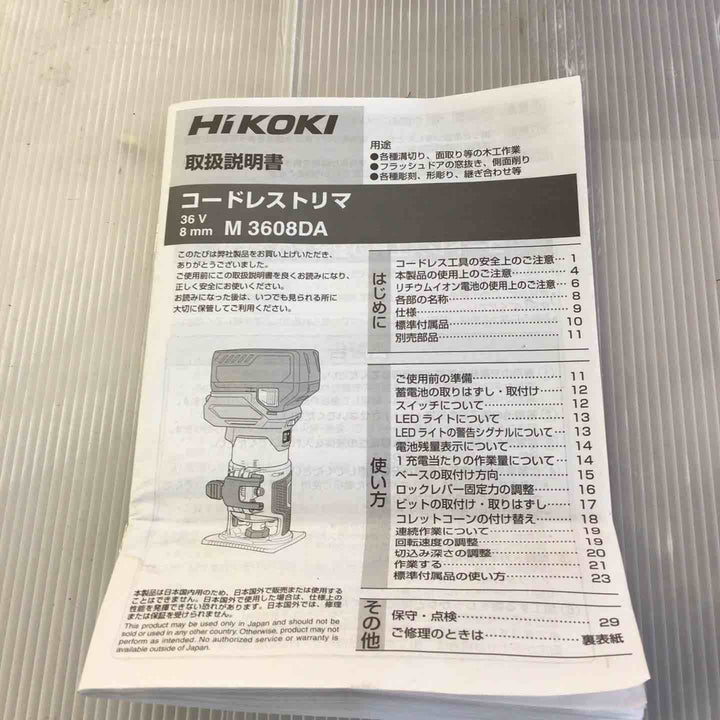 HiKOKI
取扱説明書
コードレストリマ
36 V
8 mm M 3608DA
用途
●各種溝切り、面取り等の木工作業
●フラッシュドアの窓抜き、側面削り
●各種彫刻、形彫り、継ぎ合わせ等
このたびは弊社製品をお買い上げいただき、
ありがとうございました。
ご使用前にこの取扱説明書を良くお読みになり、
正しく安全にお使いください。
お読みになった後は、いつでも見られる所に
大切に保管してご利用ください。
はじめに
コードレス工具の安全上のご注意… 1
本製品の使用上のご注意………… 4
リチウムイオン電池の使用上のご注意… 6
各部の名称………………………… 8
仕様………………………………… 9
標準付属品………………………… 10
別売部品…………………………… 11
使い方
ご使用前の準備…………………… 11
蓄電池の取りはずし・取付け…… 12
スイッチについて………………… 12
LED ライトについて……………… 13
LED ライトの警告シグナルについて… 13
電池残量表示について…………… 14
1 充電当たりの作業量について… 14
ベースの取付け方向……………… 15
ロックレバー固定力の調整……… 16
ビットの取付け・取りはずし…… 17
コレットコーンの付け替え……… 18
連続作業について………………… 19
回転速度の調整…………………… 19
切込み深さの調整………………… 20
作業する…………………………… 21
標準付属品の使い方……………… 23
その他
保守・点検………………………… 29
ご修理のときは…………………… 裏表紙
本製品は日本国内用のため、日本国外で販売または使用する
ことはできません。日本国外で使用した場合は、仕様上の
性能を発揮できない恐れがあります。日本国外では、修理
または保証を受けられません。
This product may be used only in Japan and should not be
sold or used in any other country. Otherwise, product may not
perform as intended. No authorized service or warranty is
available outside of Japan.